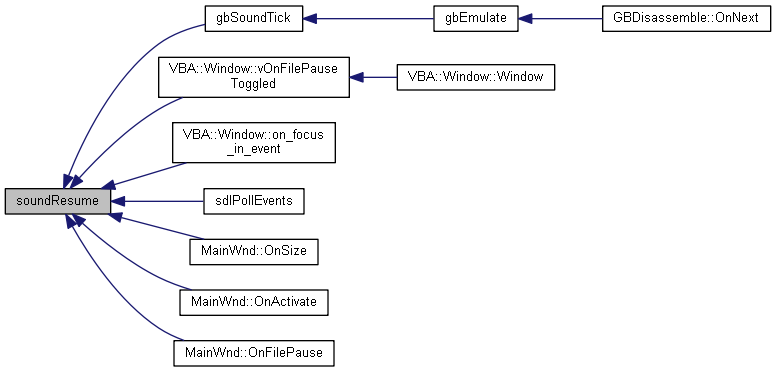 gbSoundTick
gbEmulate
GBDisassemble::OnNext
VBA::Window::vOnFilePause
Toggled
VBA::Window::Window
VBA::Window::on_focus
_in_event
soundResume
sdlPollEvents
MainWnd::OnSize
MainWnd::OnActivate
MainWnd::OnFilePause